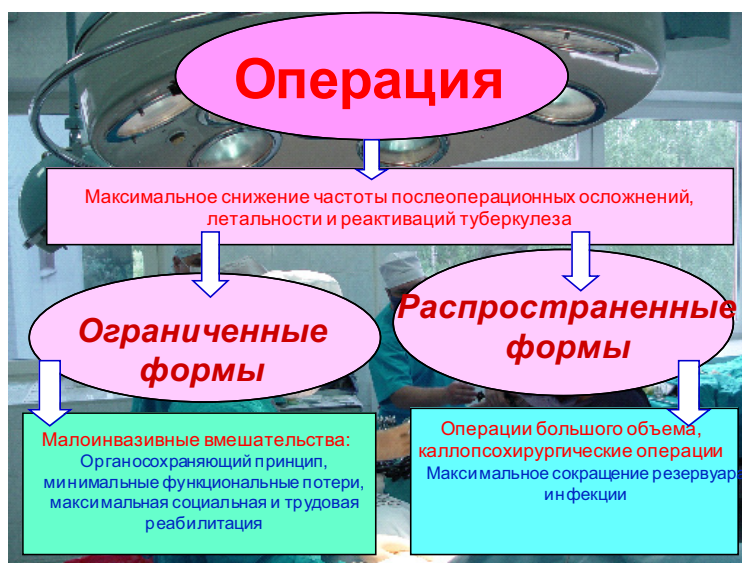 Операция
Максимальное снижение частоты послеоперационных осложнений,
летальности и реактиваций туберкулеза
Ограниченные
формы
Распространенные
формы
Малоинвазивные вмешательства:
Органосохраняющий принцип,
минимальные функциональные потери,
максимальная социальная и трудовая
реабилитация
Операции большого объема,
каллопсохирургические операции
Максимальное сокращение резервуара
инфекции